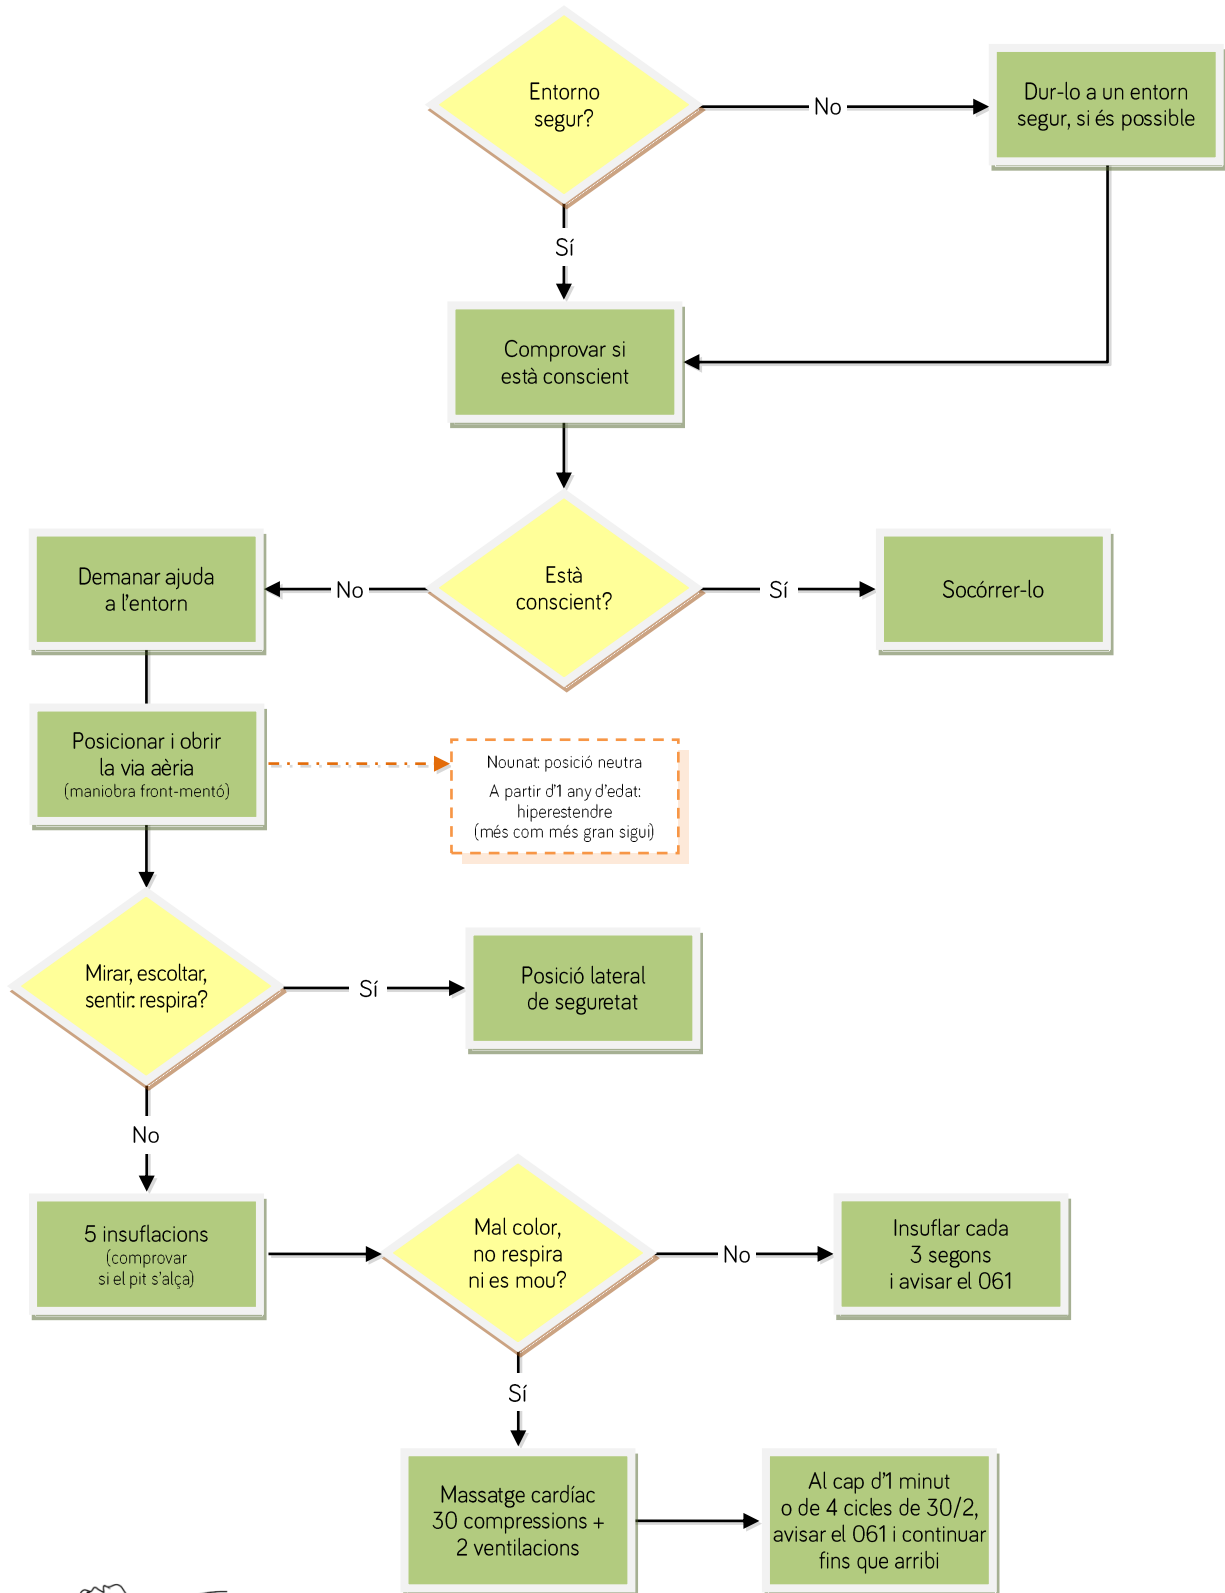 Entorno
segur?
No
Dur-lo a un entorn
segur, si és possible
Sí
Comprovar si
està conscient
Demanar ajuda
a l'entorn
No
Està
conscient?
Sí
Socórrer-lo
Posicionar i obrir
la via aèria
(maniobra front-mentó)
Nounat: posició neutra
A partir d'1 any d'edat:
hiperestendre
(més com més gran sigui)
Mirar, escoltar,
sentir: respira?
Sí
Posició lateral
de seguretat
No
5 insuflacions
(comprovar
si el pit s'alça)
Mal color,
no respira
ni es mou?
No
Insuflar cada
3 segons
i avisar el 061
Sí
Massatge cardíac
30 compressions +
2 ventilacions
Al cap d'1 minut
o de 4 cicles de 30/2,
avisar el 061 i continuar
fins que arribi